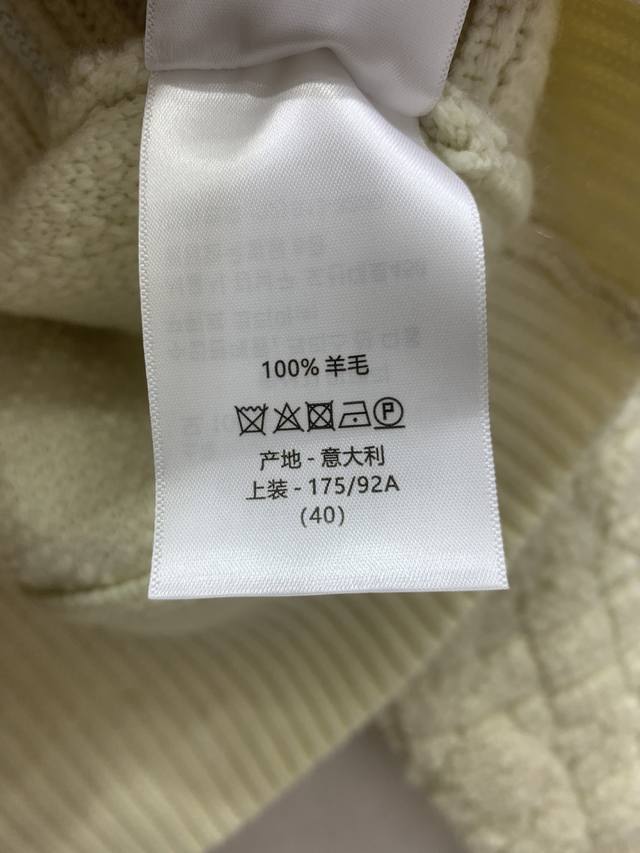 100% 羊毛
P
产地 - 意大利
上装 - 175/92A
(40)